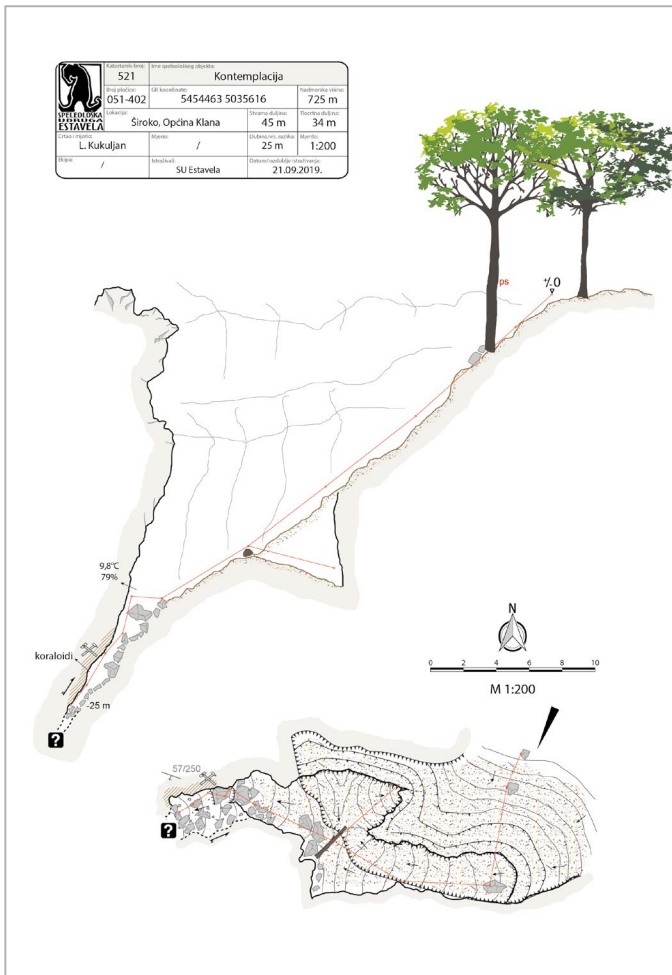 Katastarski broj:
521
Ime speleološkog objekta:
Kontemplacija
Broj pločice:
051-402
GK koordinate:
5454463 5035616
Nadmorska visina:
725 m
SPELEOLOŠKA
UDRUGA
ESTAVELA
Lokacija:
Široko, Općina Klana
Stvarna duljina:
45 m
Tlocrtna duljina:
34 m
Crtao i mjerio:
L. Kukuljan
Mjerio:
/
Dubina/vis. razlika:
25 m
Mjerilo:
1:200
Ekipa:
/
Istraživali:
SU Estavela
Datum/razdoblje istraživanja:
21.09.2019.
ps
+/-0
9,8°C
79%
koraloidi
-25 m
?
N
0 2 4 6 8 10
M 1:200
57/250
?